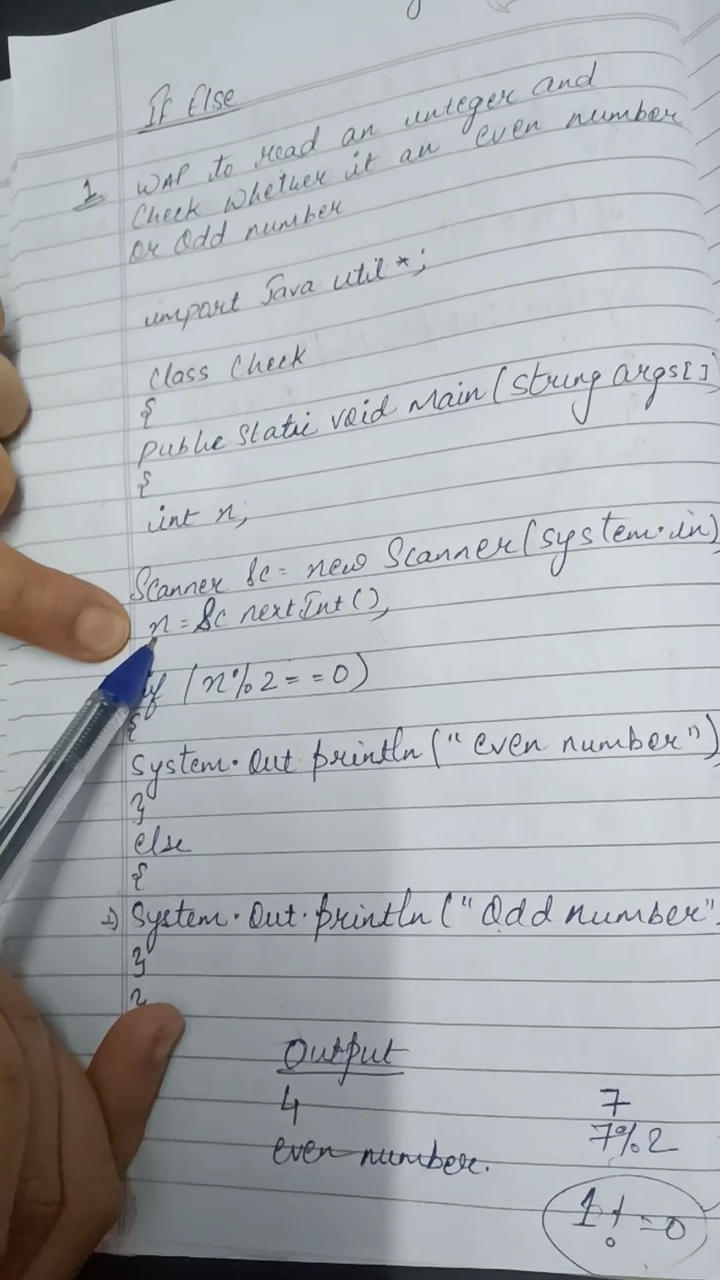 If Else
1 WAP to read an integer and
Check whether it an even number
or Odd number
import Java util *;
Class Check
{
Public Static void Main (String args[]
{
int n;
Scanner Sc = new Scanner (System.in)
n = Sc nextInt (),
if (n%2 = = 0)
{
System.Out println ("even number")
}
else
{
→) System.Out.println ("Odd number"
}
}
Output
4 7
even number. 7%2
1! = 0